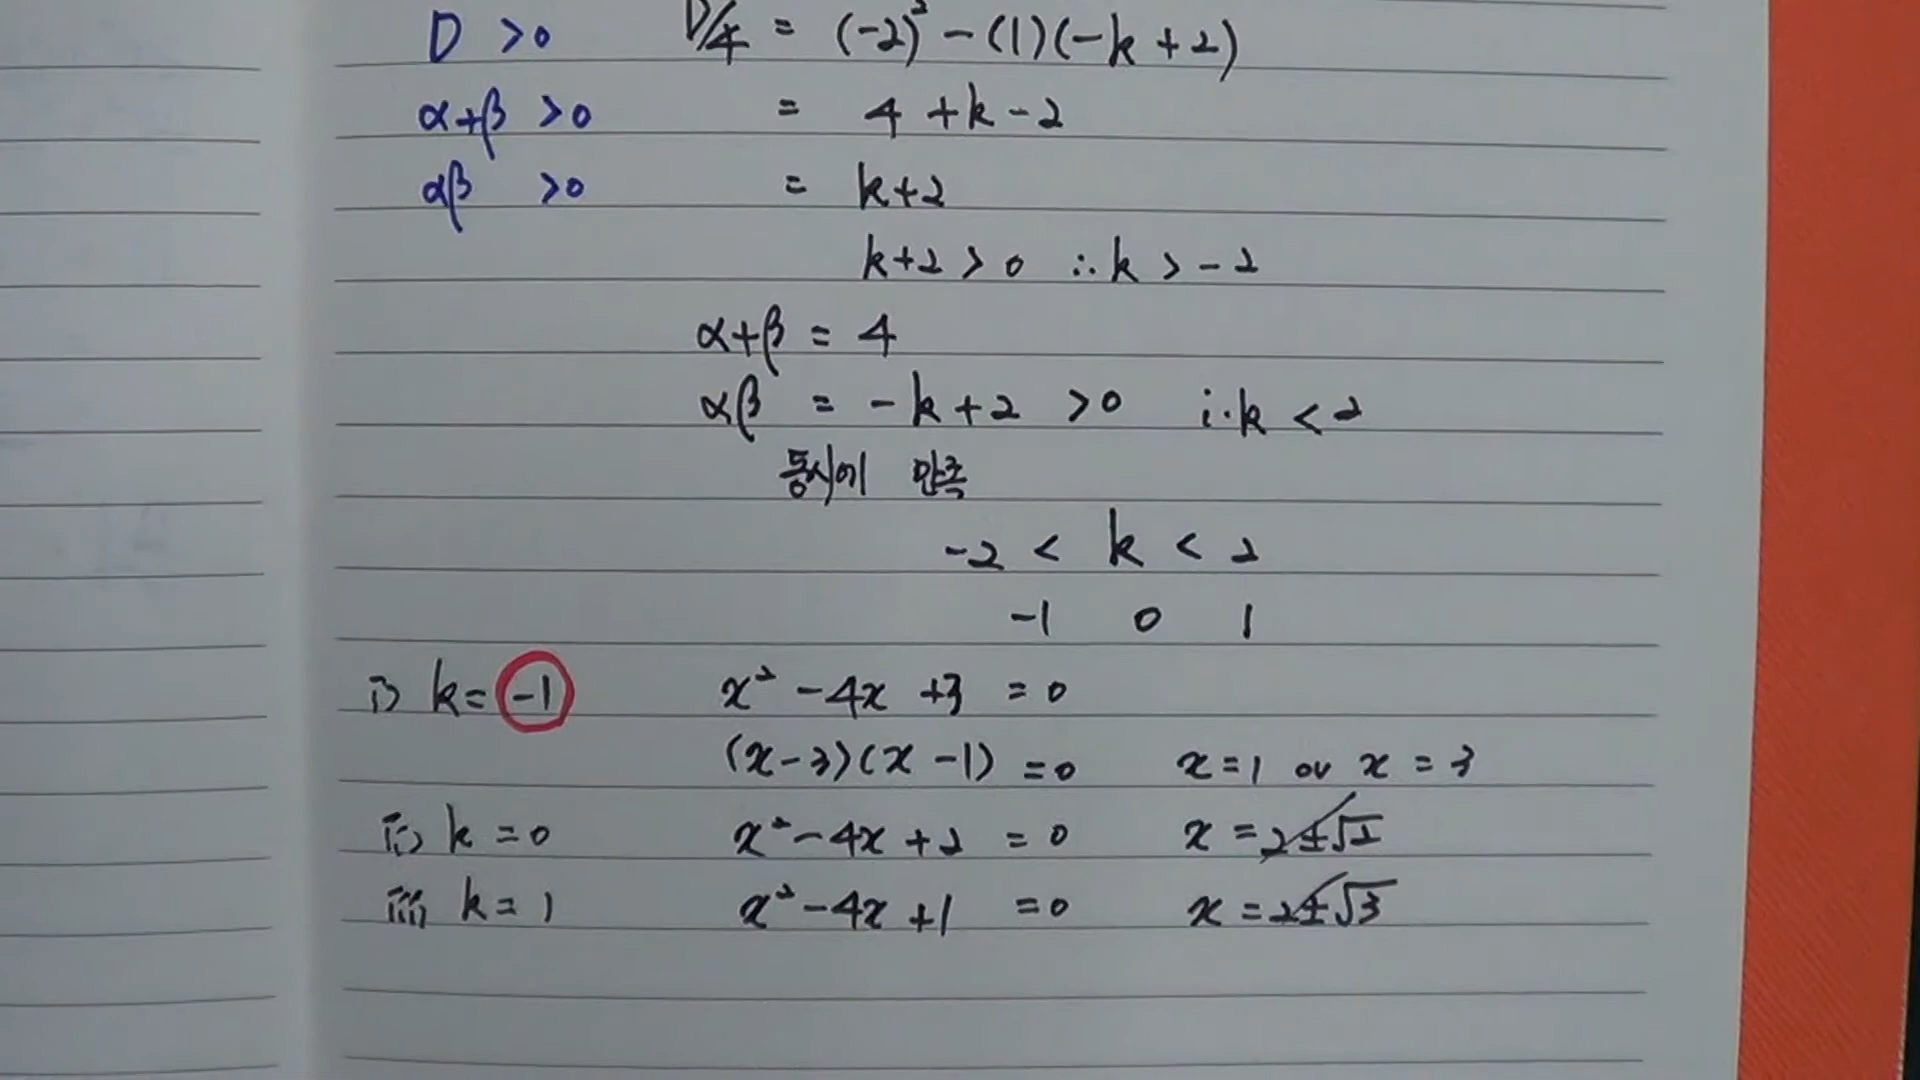 D > 0 D/4 = (-2)² - (1)(-k + 2)
α+β > 0 = 4 + k - 2
αβ > 0 = k+2
k+2 > 0 ∴ k > -2
α+β = 4
αβ = -k+2 > 0 ∴ k < 2
동시에 만족
-2 < k < 2
-1 0 1
i) k = -1 x² - 4x + 3 = 0
(x-3)(x-1) = 0 x = 1 or x = 3
ii) k = 0 x² - 4x + 2 = 0 x = 2±√2
iii) k = 1 x² - 4x + 1 = 0 x = 2±√3